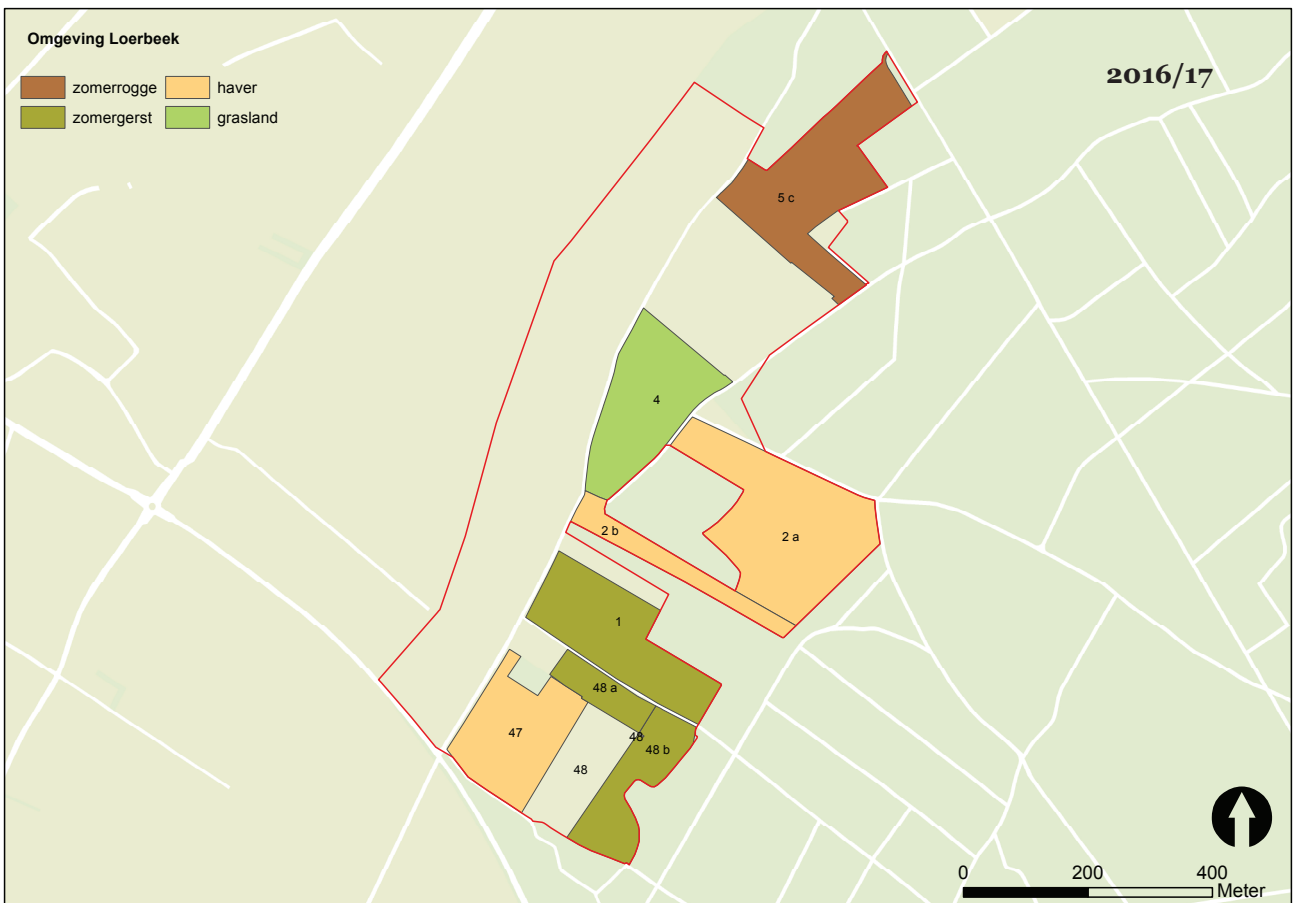 Omgeving Loerbeek
2016/17
zomerrogge haver
zomergerst grasland
5 c
4
2 b
2 a
1
48 a
47
48
48 b
48
0 200 400
Meter